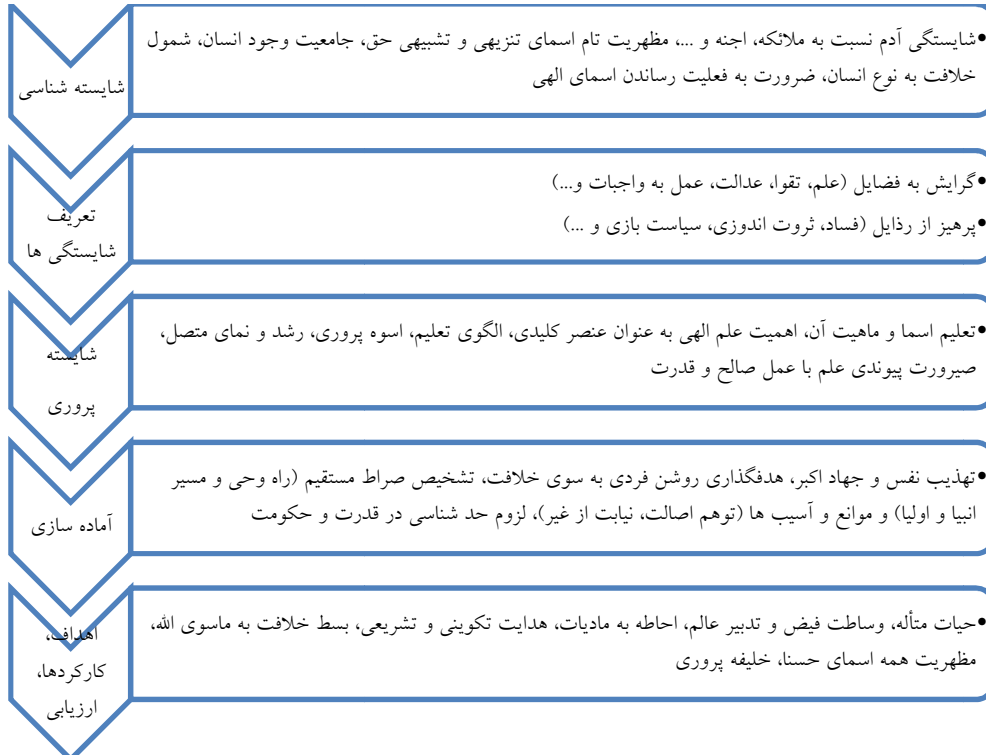 شایسته شناسی
•شایستگی آدم نسبت به ملائکه، اجنه و ...، مظهریت تام اسمای تنزیهی و تشبیهی حق، جامعیت وجود انسان، شمول
خلافت به نوع انسان، ضرورت به فعلیت رساندن اسمای الهی
تعریف
شایستگی ها
•گرایش به فضایل (علم، تقوا، عدالت، عمل به واجبات و...)
•پرهیز از رذایل (فساد، ثروت اندوزی، سیاست بازی و ...)
شایسته
پروری
•تعلیم اسما و ماهیت آن، اهمیت علم الهی به عنوان عنصر کلیدی، الگوی تعلیم، اسوه پروری، رشد و نمای متصل،
صیرورت پیوندی علم با عمل صالح و قدرت
آماده سازی
•تهذیب نفس و جهاد اکبر، هدفگذاری روشن فردی به سوی خلافت، تشخیص صراط مستقیم (راه وحی و مسیر
انبیا و اولیا) و موانع و آسیب ها (توهم اصالت، نیابت از غیر)، لزوم حد شناسی در قدرت و حکومت
اهداف،
کارکردها،
ارزیابی
•حیات متأله، وساطت فیض و تدبیر عالم، احاطه به مادیات، هدایت تکوینی و تشریعی، بسط خلافت به ماسوی الله،
مظهریت همه اسمای حسنا، خلیفه پروری